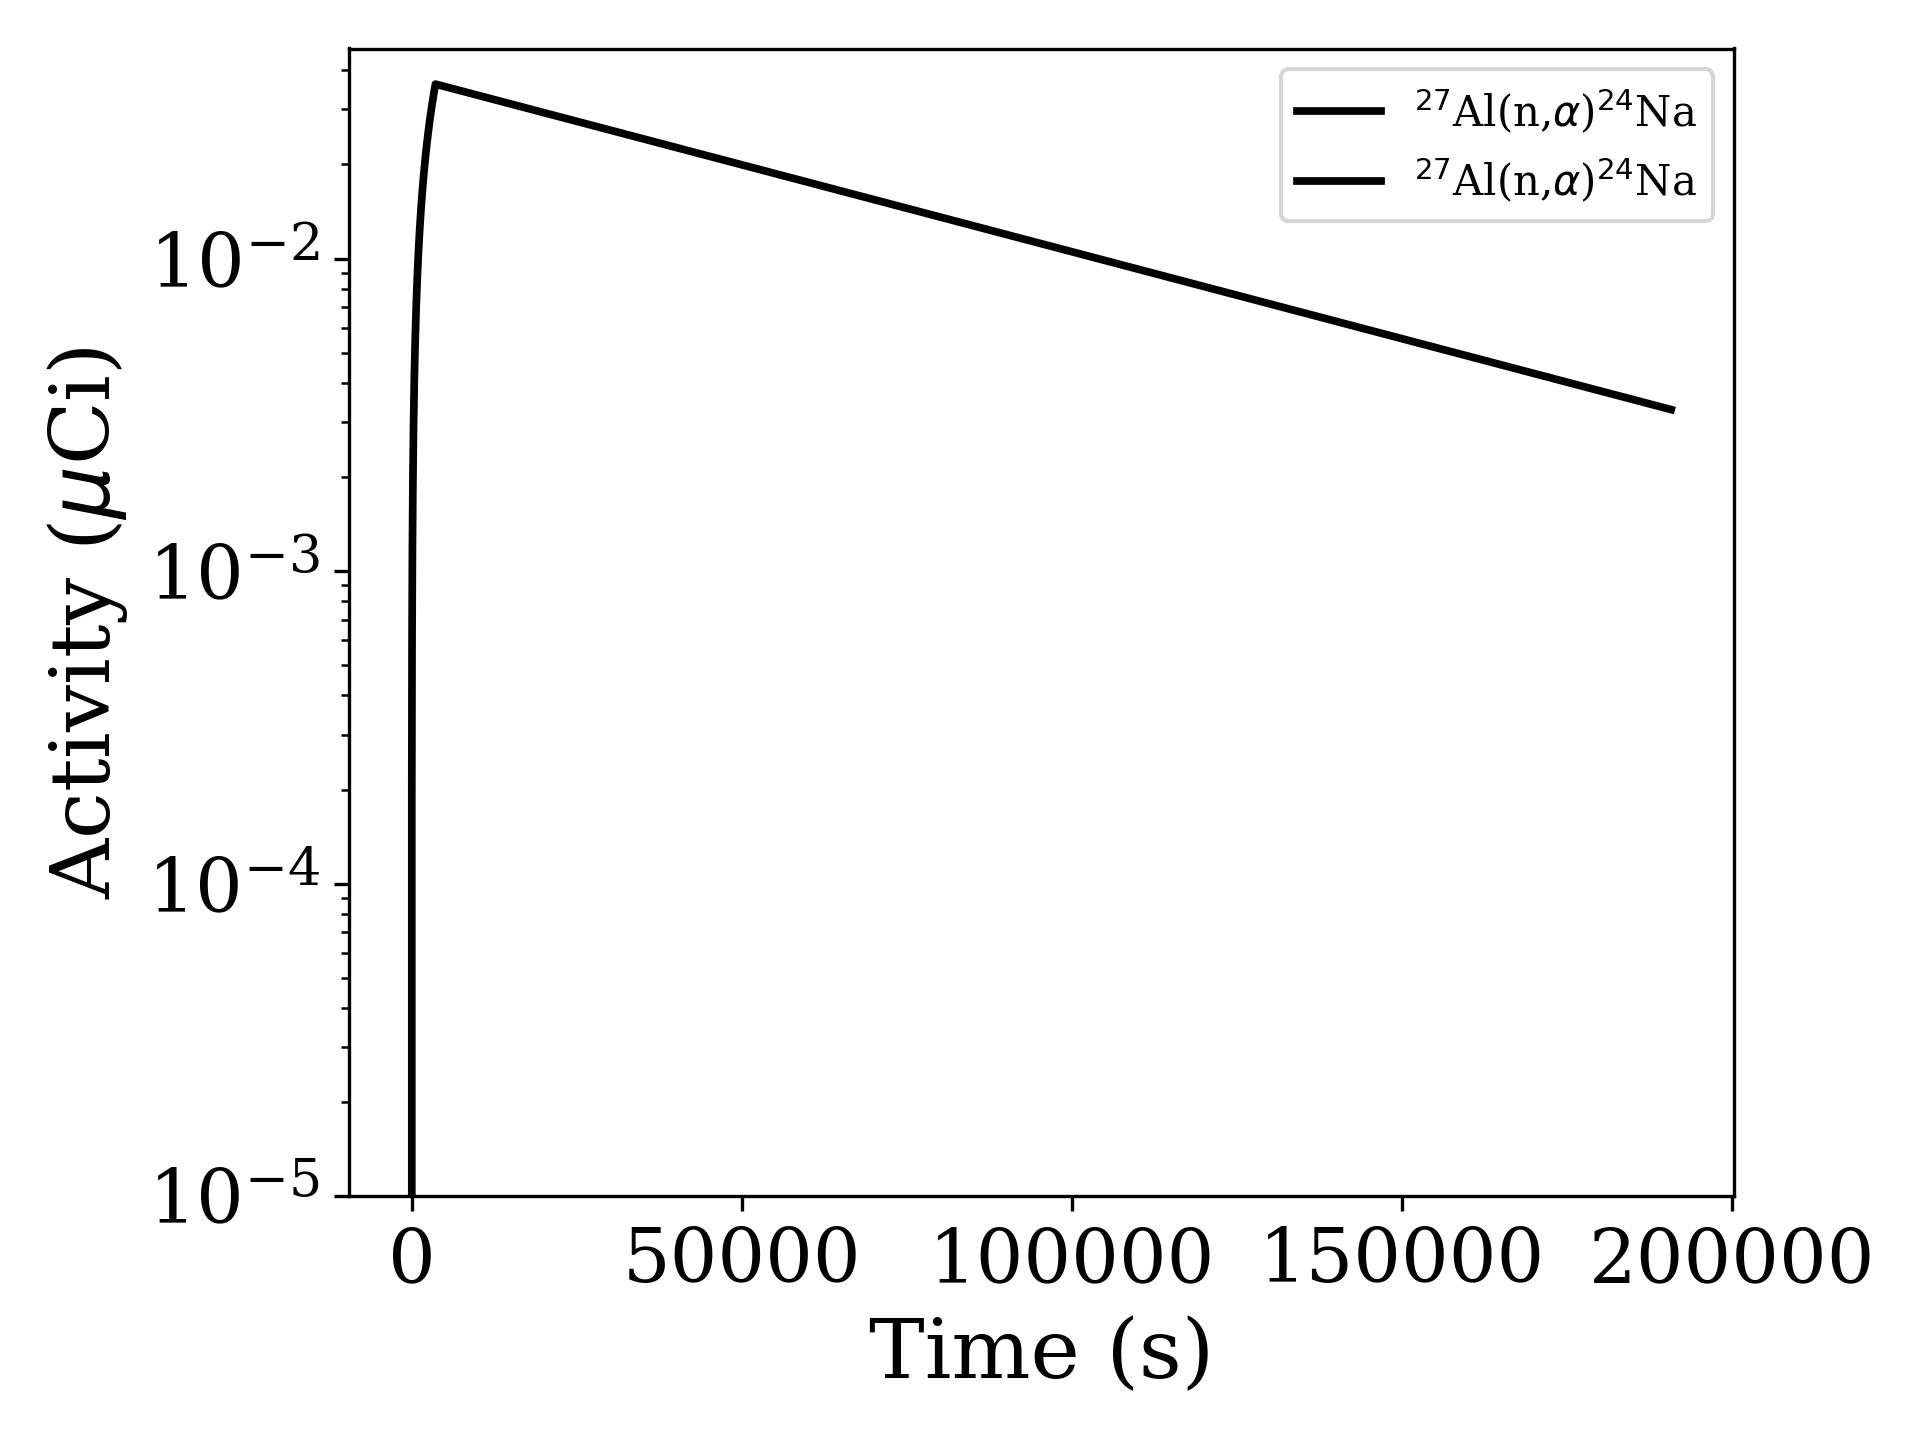 ²⁷Al(n,α)²⁴Na
²⁷Al(n,α)²⁴Na
10⁻²
10⁻³
10⁻⁴
10⁻⁵
Activity (μCi)
0 50000 100000 150000 200000
Time (s)